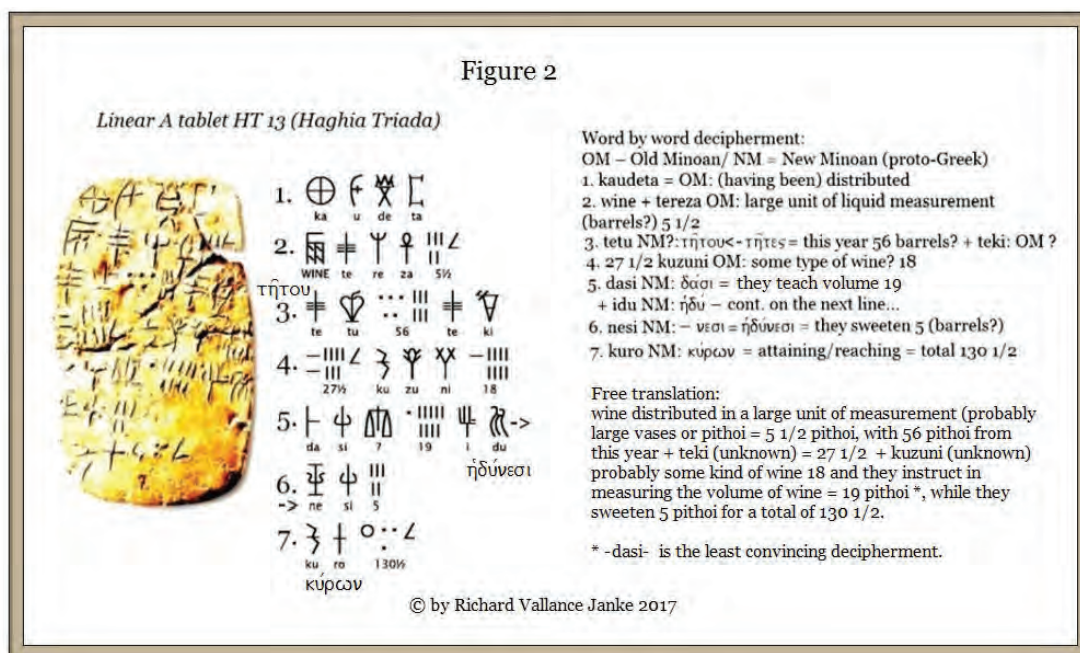 Figure 2
Linear A tablet HT 13 (Haghia Triada)
1.
ka u de ta
2.
WINE te re za 5½
τῆτου
3.
te tu 56 te ki
4.
27½ ku zu ni 18
5. ->
da si ? 19 i du
ἡδύνεσι
6.
-> ne si 5
7.
ku ro 130½
κύρων
Word by word decipherment:
OM – Old Minoan/ NM = New Minoan (proto-Greek)
1. kaudeta = OM: (having been) distributed
2. wine + tereza OM: large unit of liquid measurement
(barrels?) 5 1/2
3. tetu NM?: τῆτου<-τῆτες = this year 56 barrels? + teki: OM ?
4. 27 1/2 kuzuni OM: some type of wine? 18
5. dasi NM: δάσι = they teach volume 19
+ idu NM: ἡδύ – cont. on the next line...
6. nesi NM: – νεσι = ἡδύνεσι = they sweeten 5 (barrels?)
7. kuro NM: κύρων = attaining/reaching = total 130 1/2
Free translation:
wine distributed in a large unit of measurement (probably
large vases or pithoi = 5 1/2 pithoi, with 56 pithoi from
this year + teki (unknown) = 27 1/2 + kuzuni (unknown)
probably some kind of wine 18 and they instruct in
measuring the volume of wine = 19 pithoi *, while they
sweeten 5 pithoi for a total of 130 1/2.
* -dasi- is the least convincing decipherment.
© by Richard Vallance Janke 2017